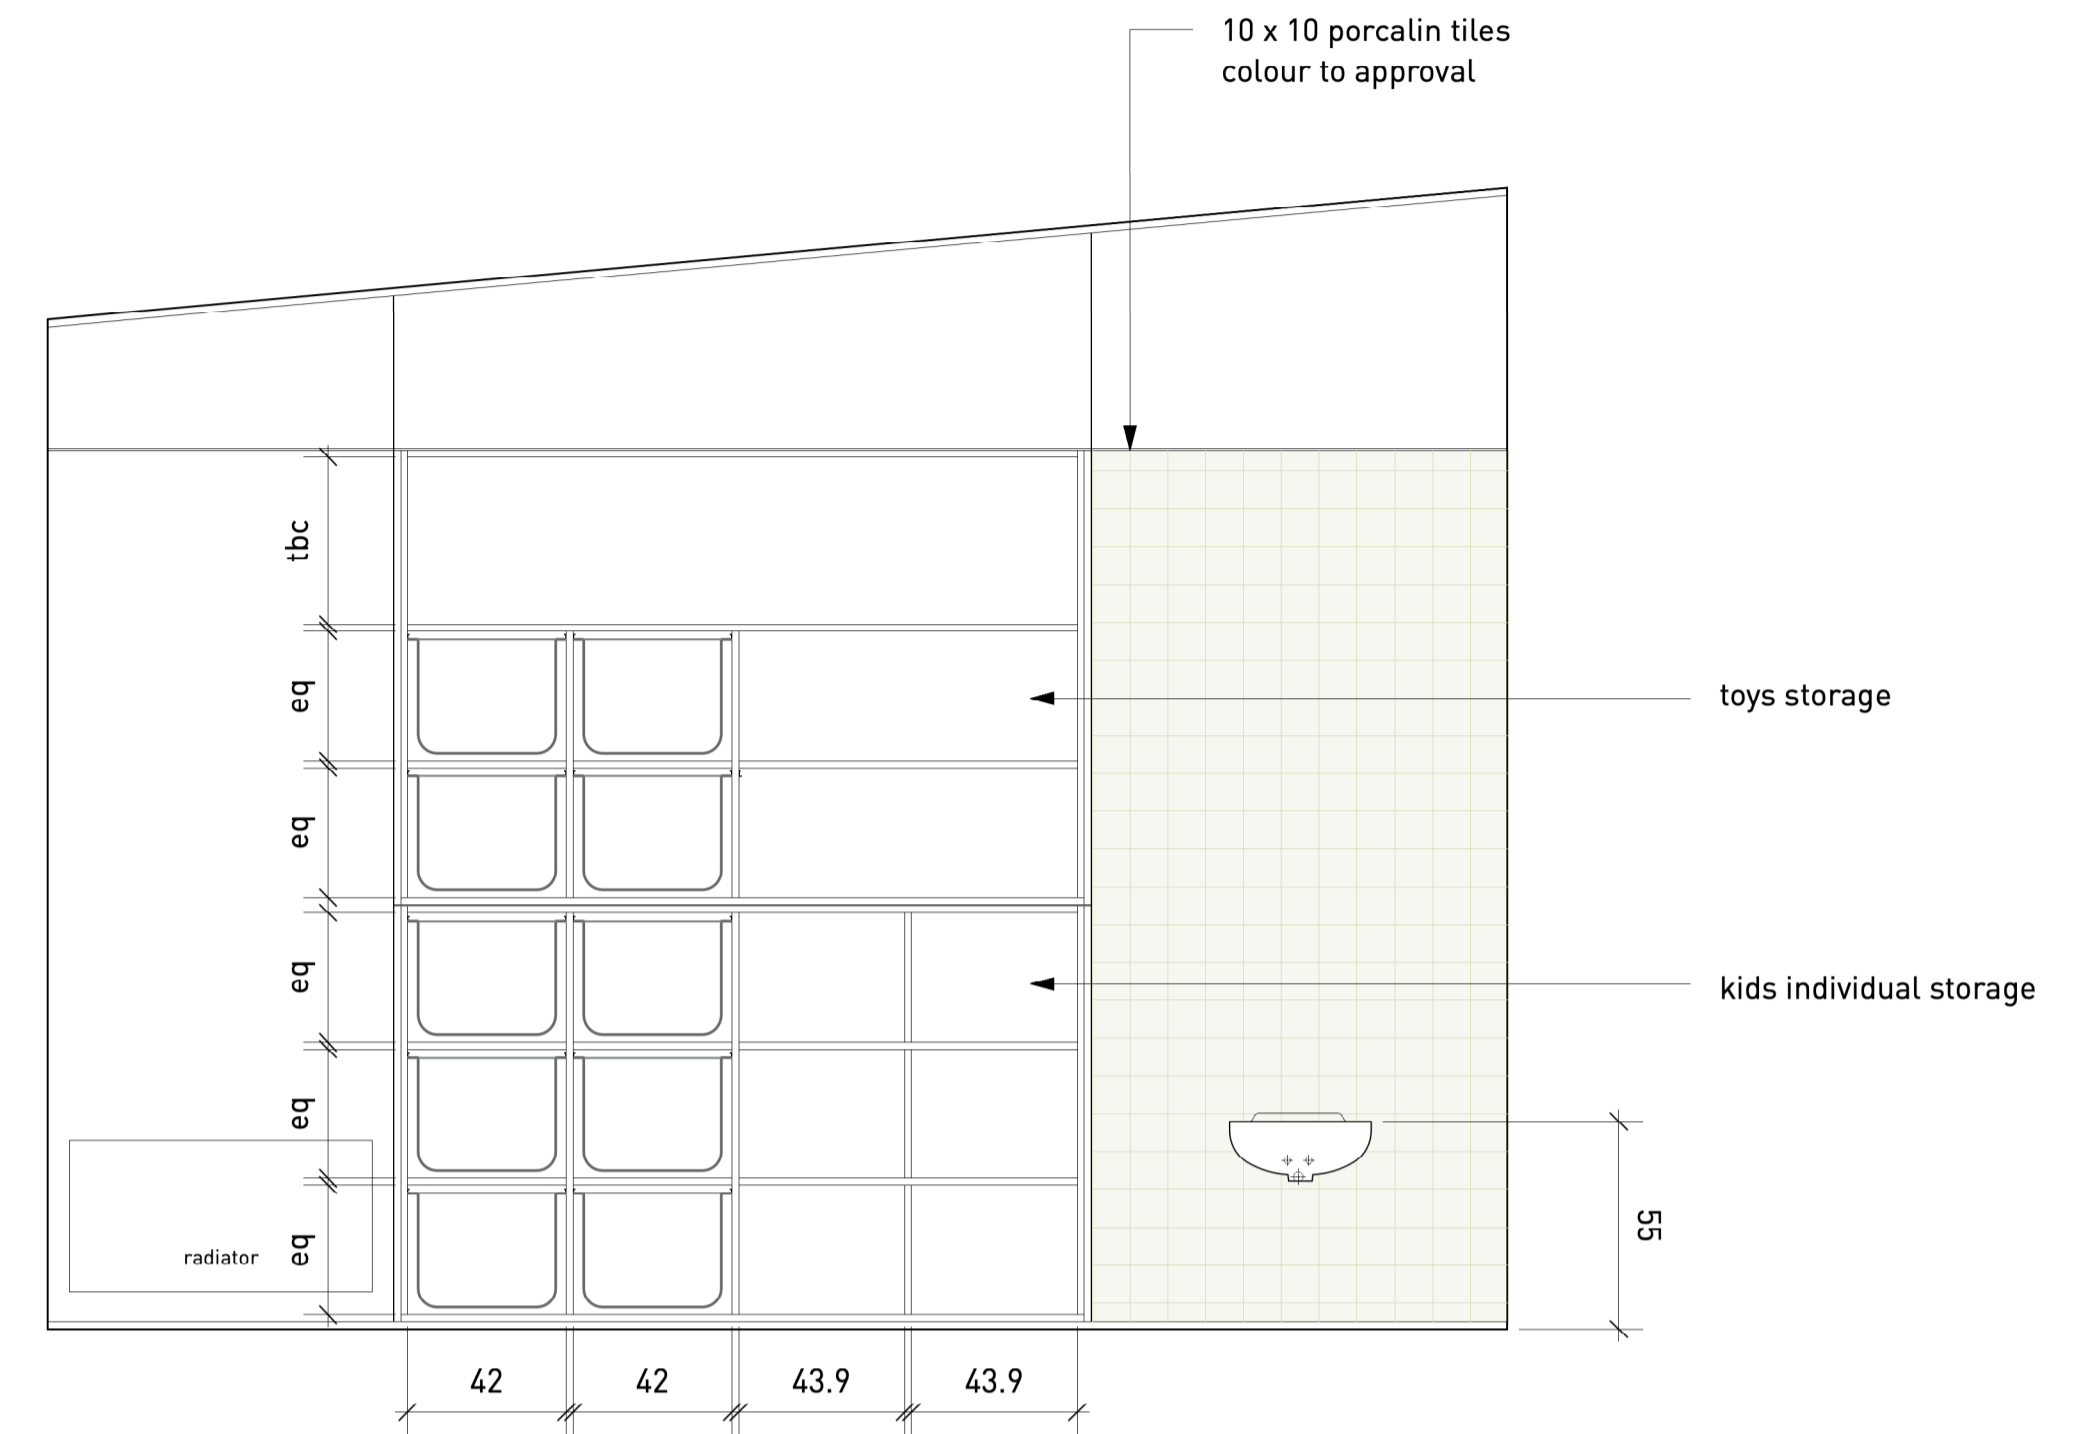 10 x 10 porcalin tiles
colour to approval
tbc
eq
toys storage
eq
eq
kids individual storage
eq
eq
radiator
55
42
42
43.9
43.9